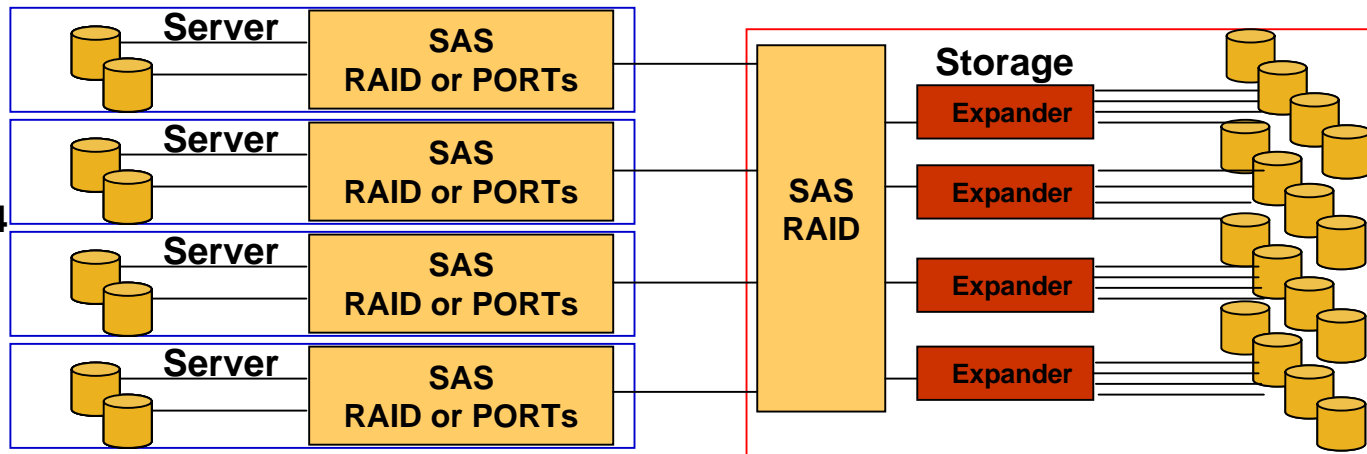 Server
SAS
RAID or PORTs
Server
SAS
RAID or PORTs
4
Server
SAS
RAID or PORTs
Server
SAS
RAID or PORTs
SAS
RAID
Storage
Expander
Expander
Expander
Expander